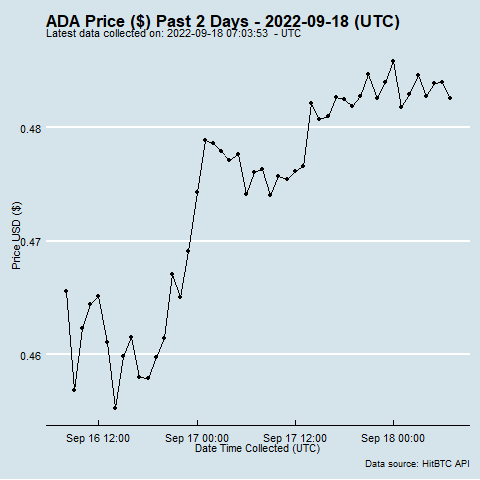 ADA Price ($) Past 2 Days - 2022-09-18 (UTC)
Latest data collected on: 2022-09-18 07:03:53  - UTC
0.48
0.47
0.46
Price USD ($)
Sep 16 12:00
Sep 17 00:00
Sep 17 12:00
Sep 18 00:00
Date Time Collected (UTC)
Data source: HitBTC API